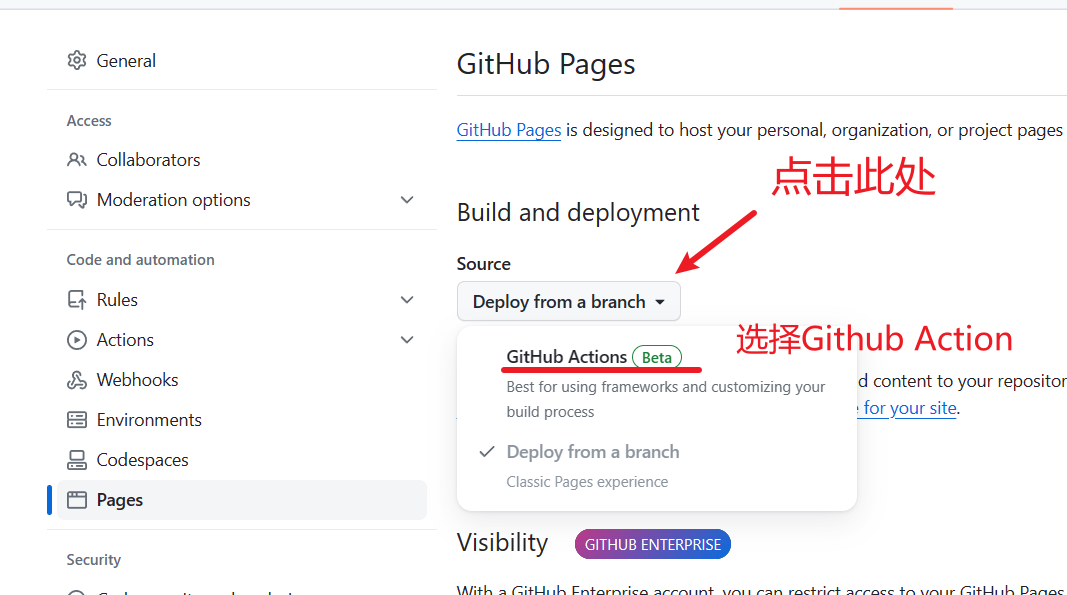 General
Access
Collaborators
Moderation options
Code and automation
Rules
Actions
Webhooks
Environments
Codespaces
Pages
Security
GitHub Pages
GitHub Pages is designed to host your personal, organization, or project pages
点击此处
Build and deployment
Source
Deploy from a branch
选择Github Action
GitHub Actions Beta
Best for using frameworks and customizing your
build process
d content to your repositor
for your site.
Deploy from a branch
Classic Pages experience
Visibility GITHUB ENTERPRISE
With a GitHub Enterprise account, you can restrict access to your GitHub Pages